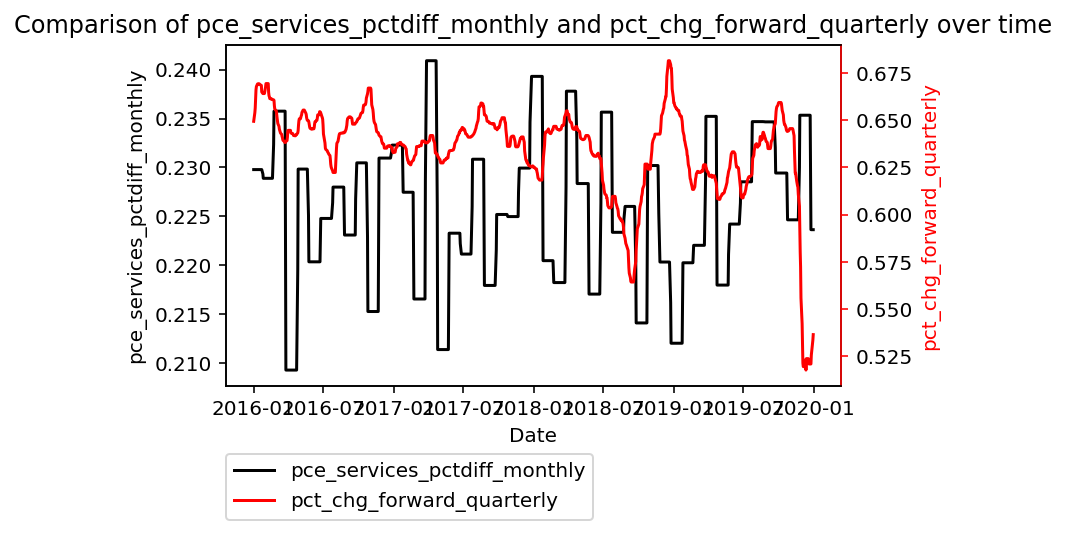 Comparison of pce_services_pctdiff_monthly and pct_chg_forward_quarterly over time
pce_services_pctdiff_monthly
0.240
0.235
0.230
0.225
0.220
0.215
0.210
0.675
0.650
0.625
0.600
0.575
0.550
0.525
pct_chg_forward_quarterly
2016-01 2016-07 2017-01 2017-07 2018-01 2018-07 2019-01 2019-07 2020-01
Date
pce_services_pctdiff_monthly
pct_chg_forward_quarterly